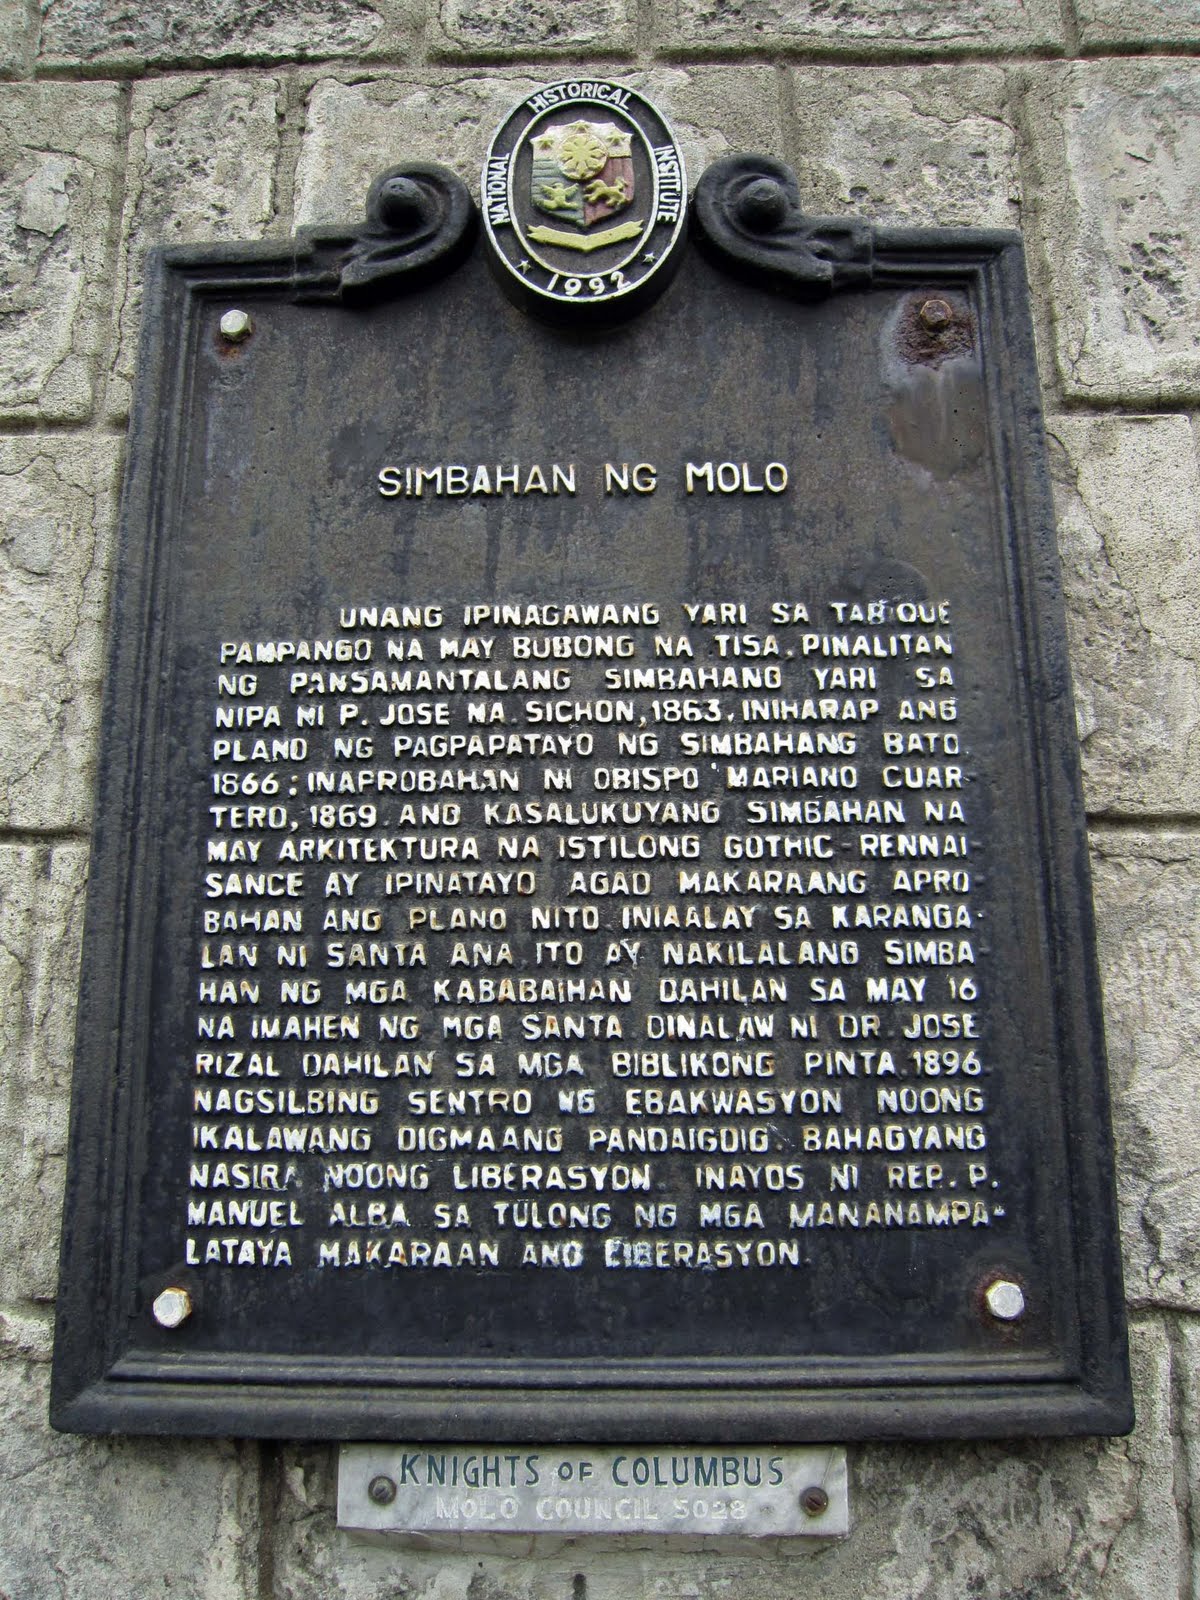 NATIONAL HISTORICAL INSTITUTE
1992
SIMBAHAN NG MOLO
UNANG IPINAGAWANG YARI SA TABIQUE
PAMPANGO NA MAY BUBONG NA TISA. PINALITAN
NG PANSAMANTALANG SIMBAHANG YARI SA
NIPA NI P. JOSE MA. SICHON, 1863. INIHARAP ANG
PLANO NG PAGPAPATAYO NG SIMBAHANG BATO.
1866; INAPROBAHAN NI OBISPO MARIANO CUAR-
TERO, 1869. ANG KASALUKUYANG SIMBAHAN NA
MAY ARKITEKTURA NA ISTILONG GOTHIC-RENNAI-
SANCE AY IPINATAYO AGAD MAKARAANG APRO-
BAHAN ANG PLANO NITO. INIAALAY SA KARANGA-
LAN NI SANTA ANA. ITO AY NAKILALANG SIMBA-
HAN NG MGA KABABAIHAN DAHILAN SA MAY 16
NA IMAHEN NG MGA SANTA. DINALAW NI DR. JOSE
RIZAL DAHILAN SA MGA BIBLIKONG PINTA. 1896.
NAGSILBING SENTRO NG EBAKWASYON NOONG
IKALAWANG DIGMAANG PANDAIGDIG. BAHAGYANG
NASIRA NOONG LIBERASYON. INAYOS NI REP. P.
MANUEL ALBA SA TULONG NG MGA MANANAMPA-
LATAYA MAKARAAN ANG LIBERASYON.
KNIGHTS OF COLUMBUS
MOLO COUNCIL 5028